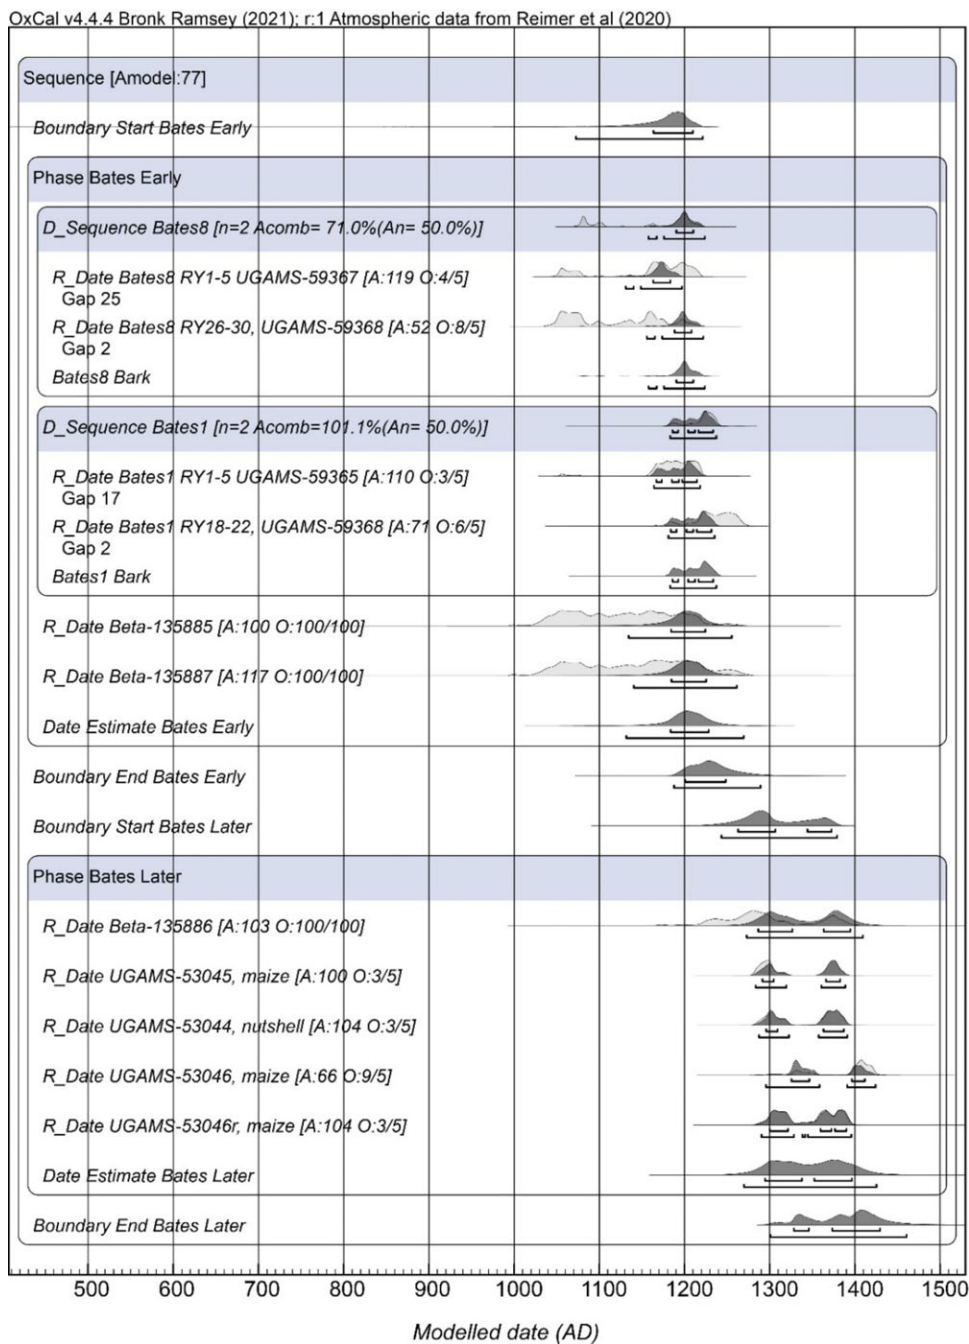 OxCal v4.4.4 Bronk Ramsey (2021); r:1 Atmospheric data from Reimer et al (2020)
Sequence [Amodel:77]
Boundary Start Bates Early
Phase Bates Early
D_Sequence Bates8 [n=2 Acomb= 71.0%(An= 50.0%)]
R_Date Bates8 RY1-5 UGAMS-59367 [A:119 O:4/5]
Gap 25
R_Date Bates8 RY26-30, UGAMS-59368 [A:52 O:8/5]
Gap 2
Bates8 Bark
D_Sequence Bates1 [n=2 Acomb=101.1%(An= 50.0%)]
R_Date Bates1 RY1-5 UGAMS-59365 [A:110 O:3/5]
Gap 17
R_Date Bates1 RY18-22, UGAMS-59368 [A:71 O:6/5]
Gap 2
Bates1 Bark
R_Date Beta-135885 [A:100 O:100/100]
R_Date Beta-135887 [A:117 O:100/100]
Date Estimate Bates Early
Boundary End Bates Early
Boundary Start Bates Later
Phase Bates Later
R_Date Beta-135886 [A:103 O:100/100]
R_Date UGAMS-53045, maize [A:100 O:3/5]
R_Date UGAMS-53044, nutshell [A:104 O:3/5]
R_Date UGAMS-53046, maize [A:66 O:9/5]
R_Date UGAMS-53046r, maize [A:104 O:3/5]
Date Estimate Bates Later
Boundary End Bates Later
500 600 700 800 900 1000 1100 1200 1300 1400 1500
Modelled date (AD)